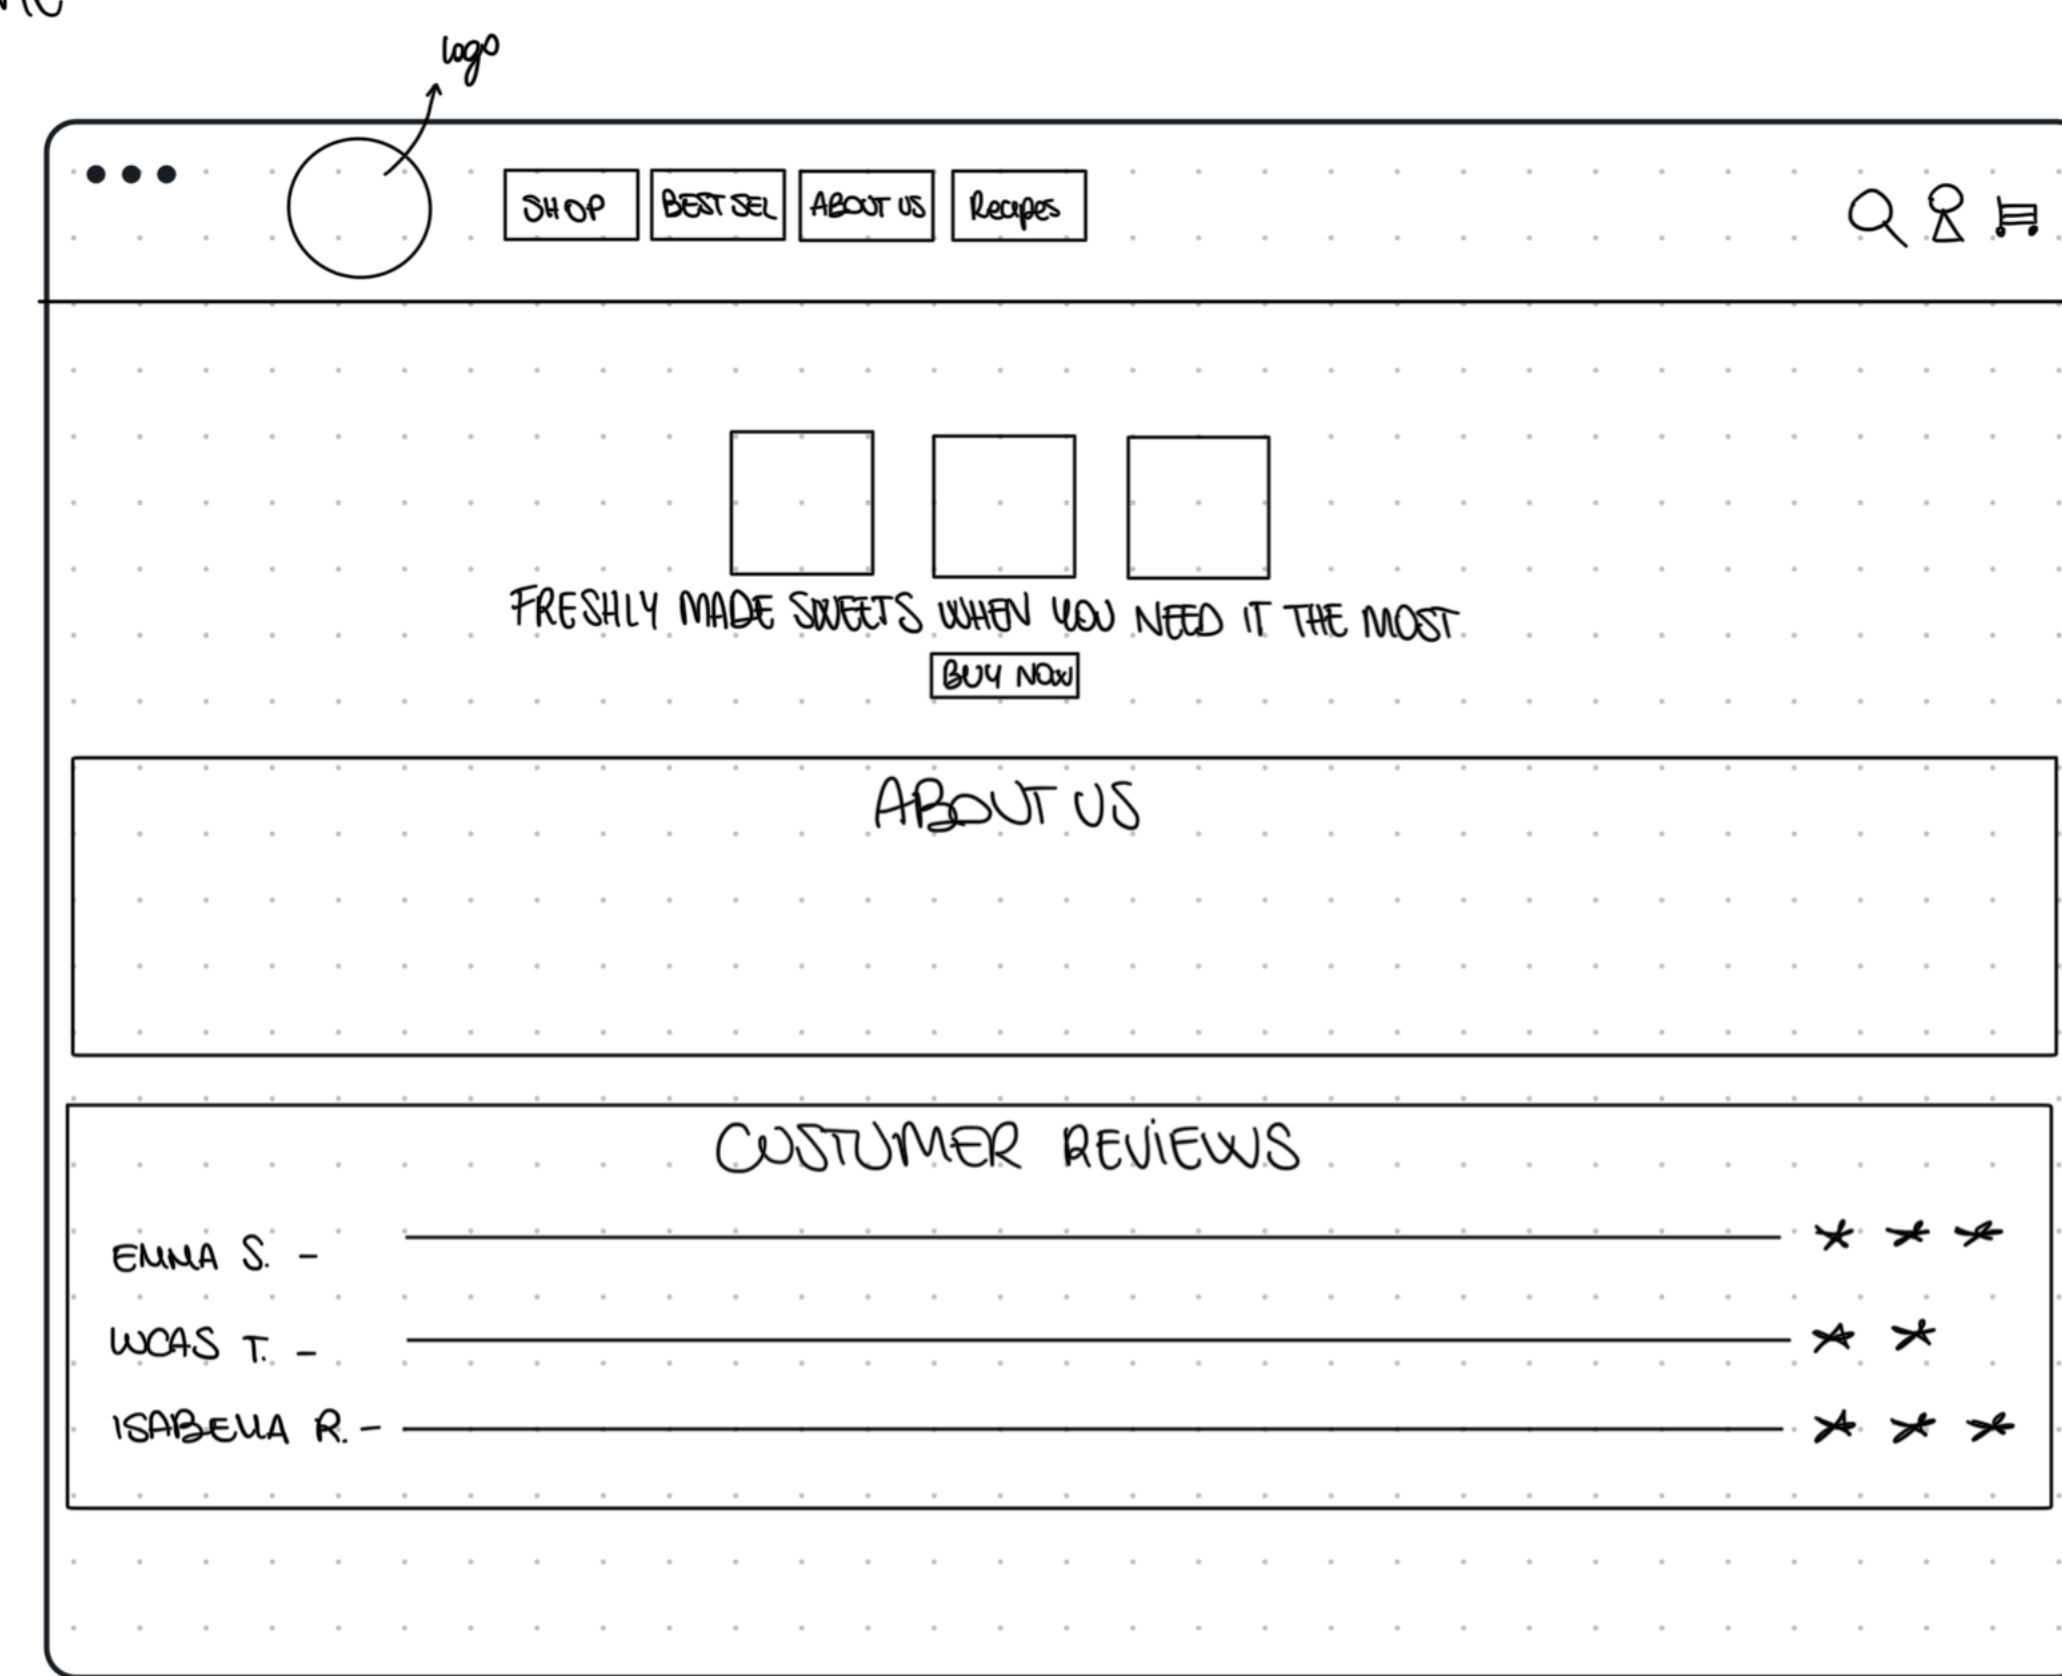 logo
SHOP
BEST SEL
ABOUT US
Recipes
FRESHLY MADE SWEETS WHEN YOU NEED IT THE MOST
BUY NOW
ABOUT US
CUSTUMER REViEWS
EMMA S. -
LUCAS T. -
ISABELLA R. -